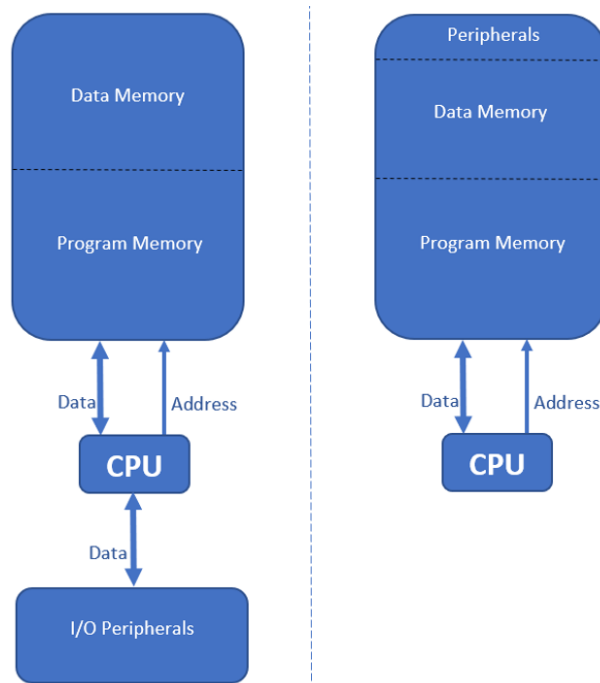 Data Memory
Program Memory
Data
Address
CPU
Data
I/O Peripherals
Peripherals
Data Memory
Program Memory
Data
Address
CPU